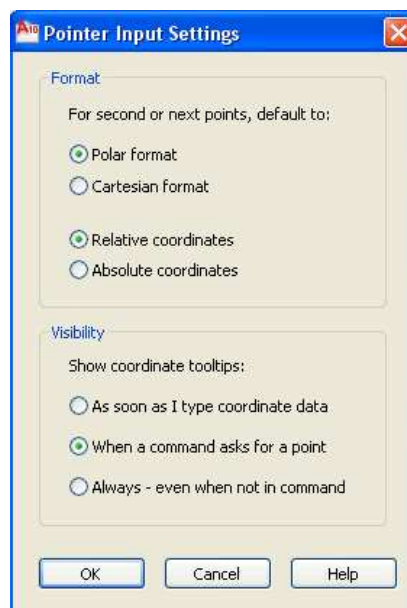 A10 Pointer Input Settings
Format
For second or next points, default to:
Polar format
Cartesian format
Relative coordinates
Absolute coordinates
Visibility
Show coordinate tooltips:
As soon as I type coordinate data
When a command asks for a point
Always - even when not in command
OK Cancel Help